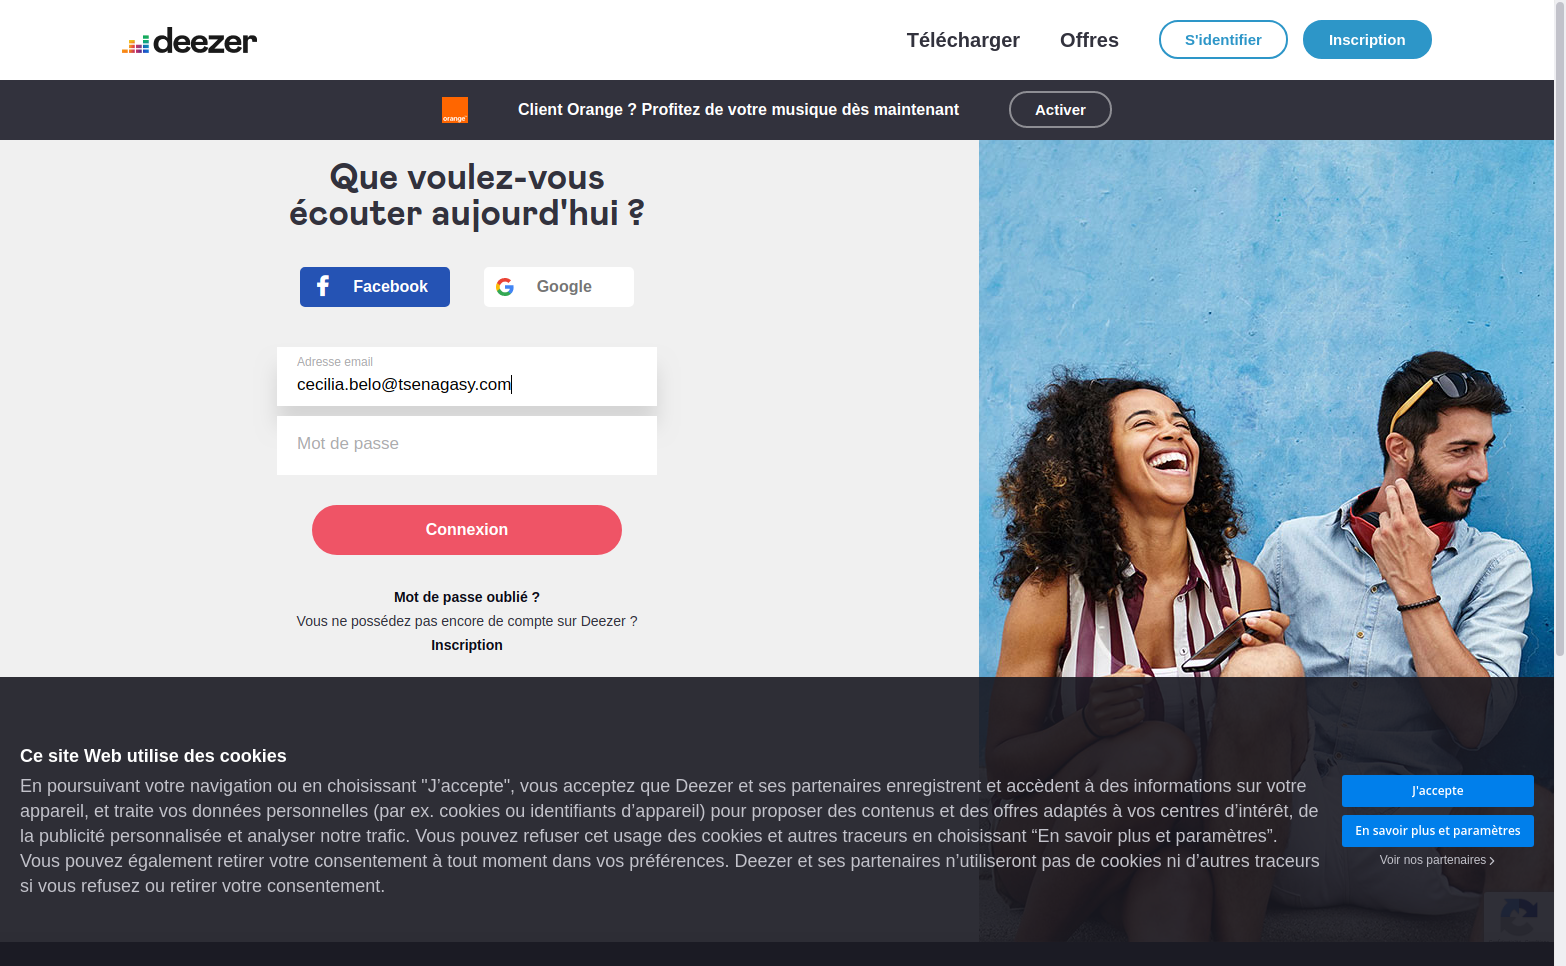 deezer
Télécharger
Offres
S'identifier
Inscription
orange
Client Orange ? Profitez de votre musique dès maintenant
Activer
Que voulez-vous
écouter aujourd'hui ?
Facebook
Google
Adresse email
cecilia.belo@tsenagasy.com
Mot de passe
Connexion
Mot de passe oublié ?
Vous ne possédez pas encore de compte sur Deezer ?
Inscription
Ce site Web utilise des cookies
En poursuivant votre navigation ou en choisissant "J’accepte", vous acceptez que Deezer et ses partenaires enregistrent et accèdent à des informations sur votre
appareil, et traite vos données personnelles (par ex. cookies ou identifiants d’appareil) pour proposer des contenus et des offres adaptés à vos centres d’intérêt, de
la publicité personnalisée et analyser notre trafic. Vous pouvez refuser cet usage des cookies et autres traceurs en choisissant “En savoir plus et paramètres”.
Vous pouvez également retirer votre consentement à tout moment dans vos préférences. Deezer et ses partenaires n’utiliseront pas de cookies ni d’autres traceurs
si vous refusez ou retirer votre consentement.
J'accepte
En savoir plus et paramètres
Voir nos partenaires